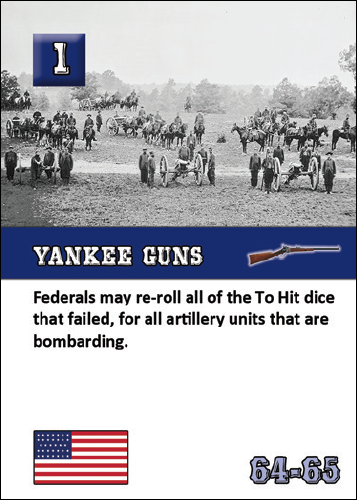 1
YANKEE GUNS
Federals may re-roll all of the To Hit dice
that failed, for all artillery units that are
bombarding.
64-65